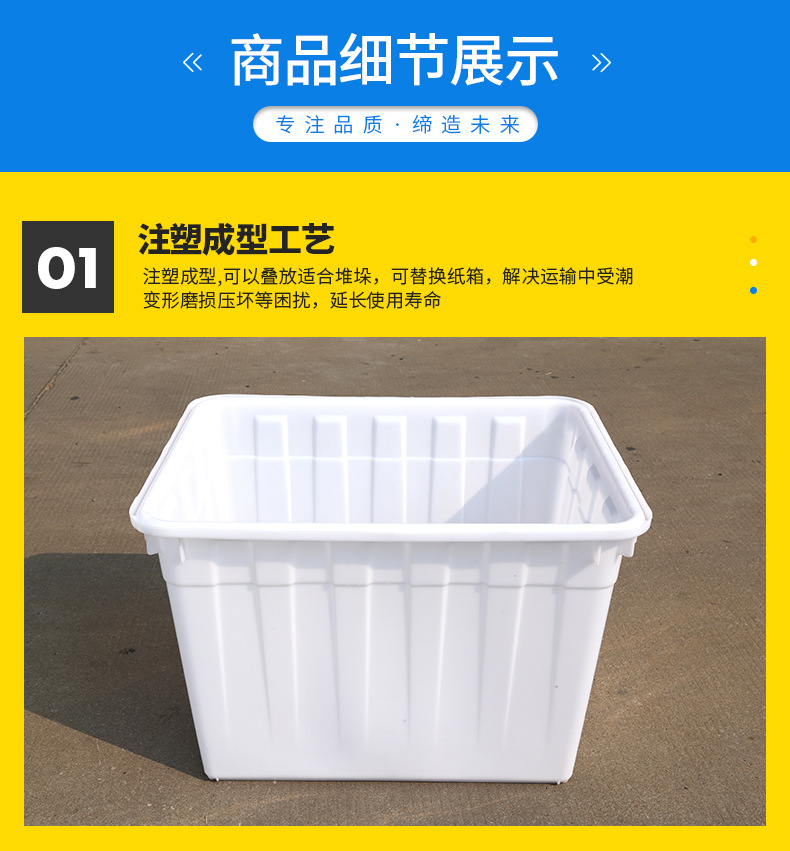 « 商品细节展示 »
专注品质·缔造未来
01
注塑成型工艺
注塑成型,可以叠放适合堆垛，可替换纸箱，解决运输中受潮
变形磨损压坏等困扰，延长使用寿命